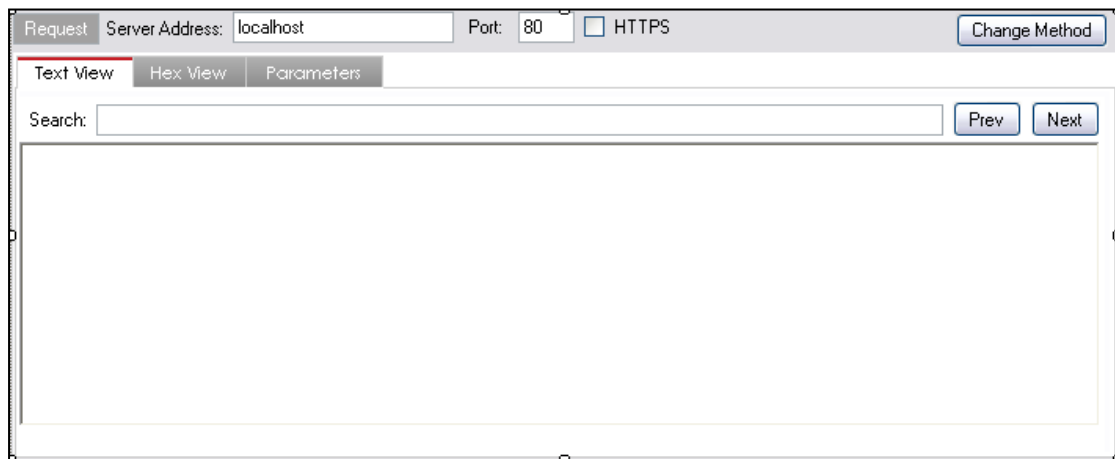 Request Server Address: localhost Port: 80 HTTPS Change Method
Text View Hex View Parameters
Search: Prev Next